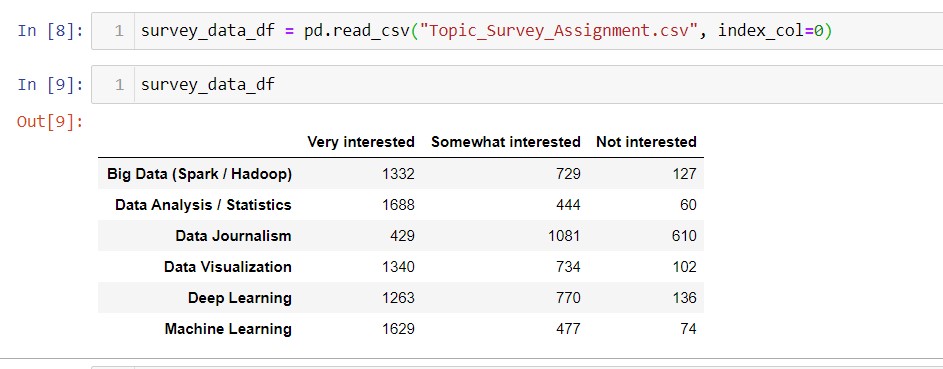 In [8]: 1 survey_data_df = pd.read_csv("Topic_Survey_Assignment.csv", index_col=0)
In [9]: 1 survey_data_df
Out[9]:
Very interested Somewhat interested Not interested
Big Data (Spark / Hadoop) 1332 729 127
Data Analysis / Statistics 1688 444 60
Data Journalism 429 1081 610
Data Visualization 1340 734 102
Deep Learning 1263 770 136
Machine Learning 1629 477 74